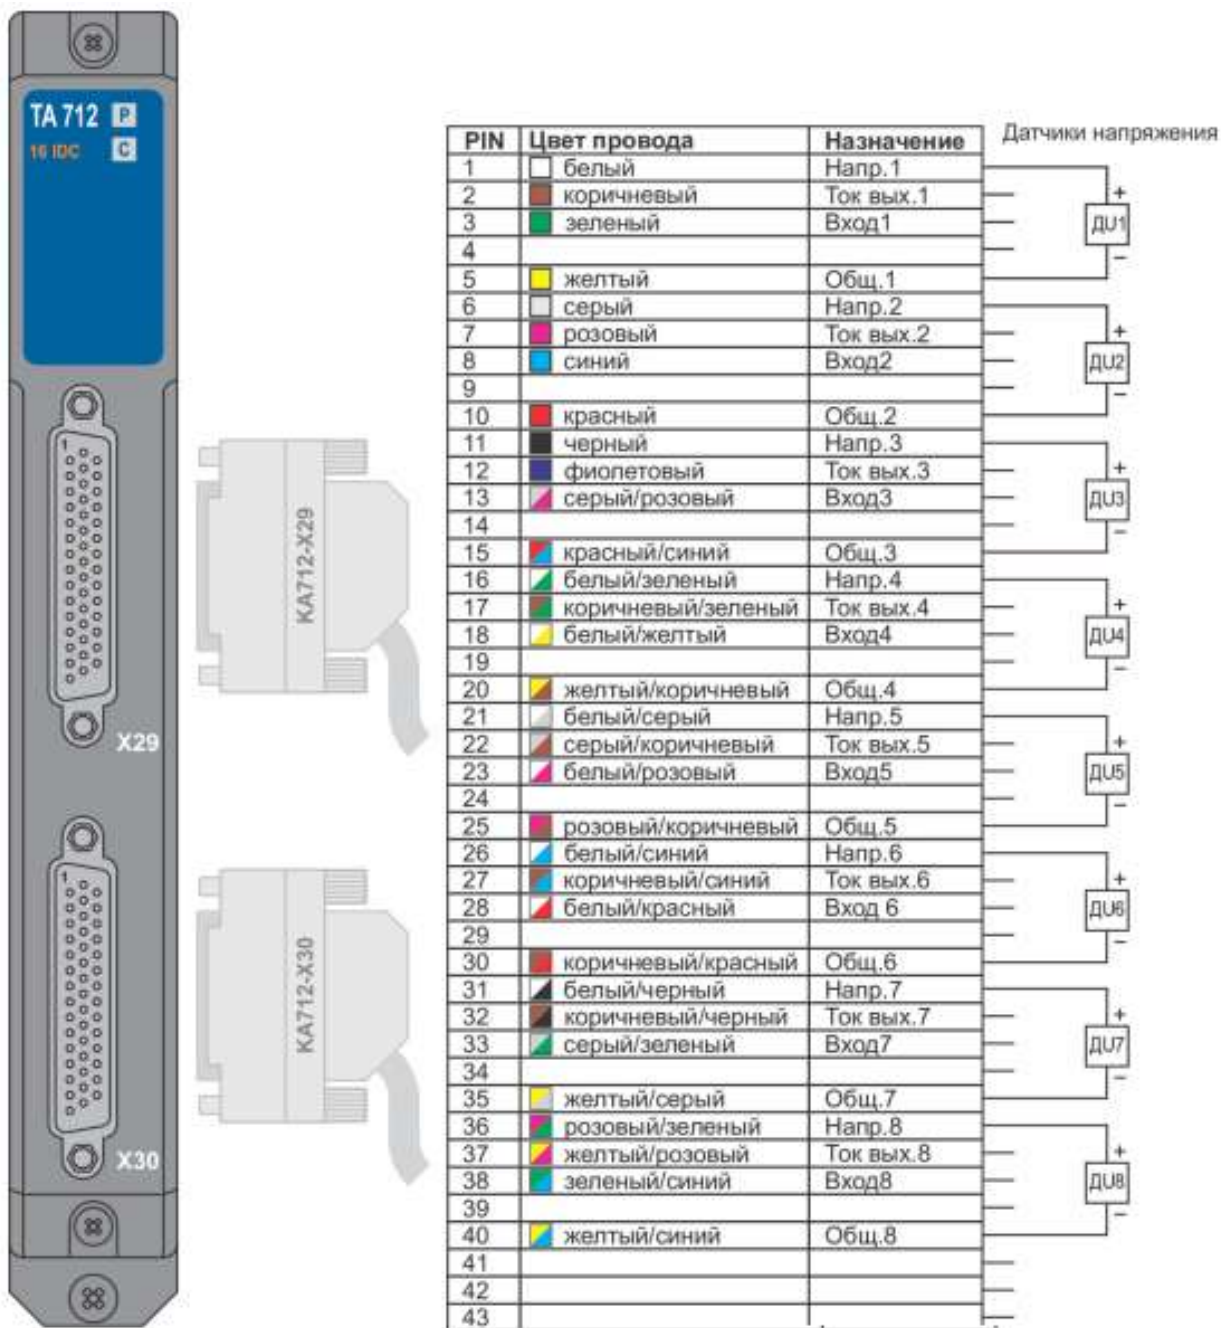 TA 712 P
16 IDC C
1
X29
1
X30
KA712-X29
KA712-X30
Датчики напряжения
PIN Цвет провода Назначение
1 белый Напр.1
2 коричневый Ток вых.1
3 зеленый Вход1
4
5 желтый Общ.1
6 серый Напр.2
7 розовый Ток вых.2
8 синий Вход2
9
10 красный Общ.2
11 черный Напр.3
12 фиолетовый Ток вых.3
13 серый/розовый Вход3
14
15 красный/синий Общ.3
16 белый/зеленый Напр.4
17 коричневый/зеленый Ток вых.4
18 белый/желтый Вход4
19
20 желтый/коричневый Общ.4
21 белый/серый Напр.5
22 серый/коричневый Ток вых.5
23 белый/розовый Вход5
24
25 розовый/коричневый Общ.5
26 белый/синий Напр.6
27 коричневый/синий Ток вых.6
28 белый/красный Вход 6
29
30 коричневый/красный Общ.6
31 белый/черный Напр.7
32 коричневый/черный Ток вых.7
33 серый/зеленый Вход7
34
35 желтый/серый Общ.7
36 розовый/зеленый Напр.8
37 желтый/розовый Ток вых.8
38 зеленый/синий Вход8
39
40 желтый/синий Общ.8
41
42
43
+
ДU1
−
+
ДU2
−
+
ДU3
−
+
ДU4
−
+
ДU5
−
+
ДU6
−
+
ДU7
−
+
ДU8
−